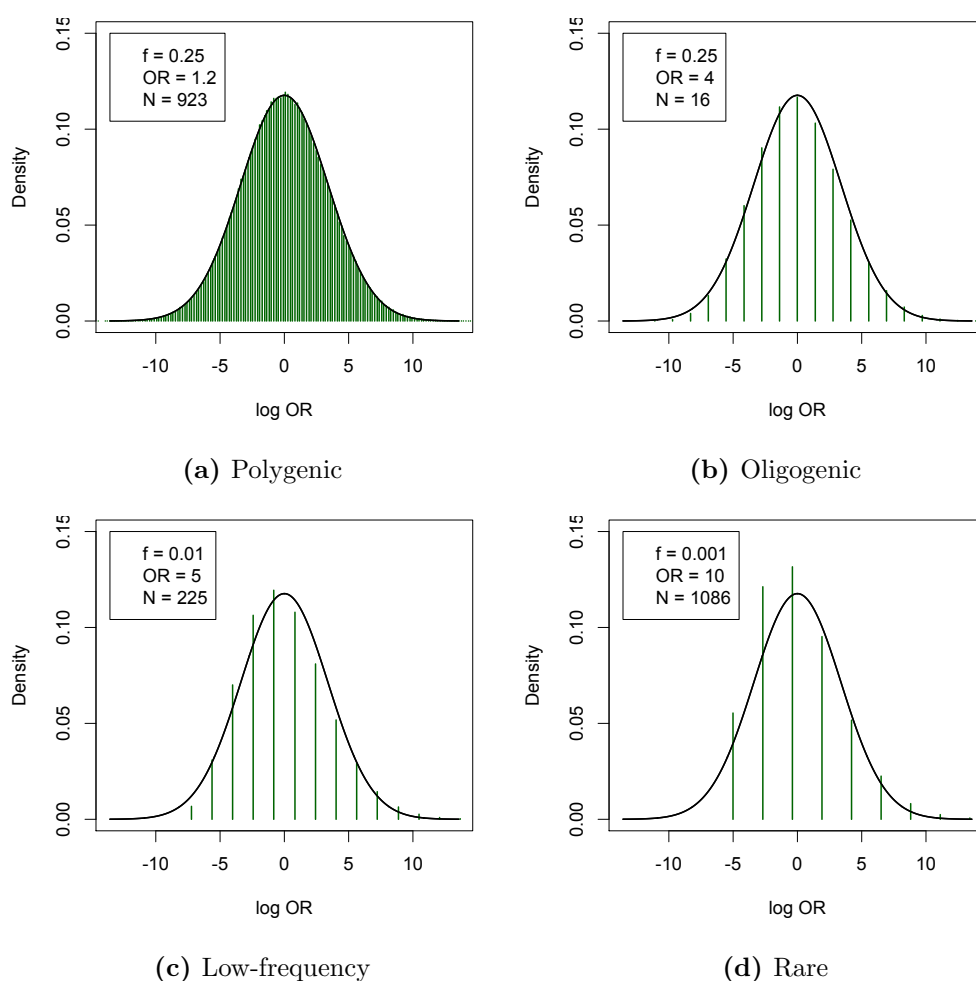 f = 0.25
OR = 1.2
N = 923
Density
0.00 0.05 0.10 0.15
-10 -5 0 5 10
log OR
(a) Polygenic
f = 0.25
OR = 4
N = 16
Density
0.00 0.05 0.10 0.15
-10 -5 0 5 10
log OR
(b) Oligogenic
f = 0.01
OR = 5
N = 225
Density
0.00 0.05 0.10 0.15
-10 -5 0 5 10
log OR
(c) Low-frequency
f = 0.001
OR = 10
N = 1086
Density
0.00 0.05 0.10 0.15
-10 -5 0 5 10
log OR
(d) Rare